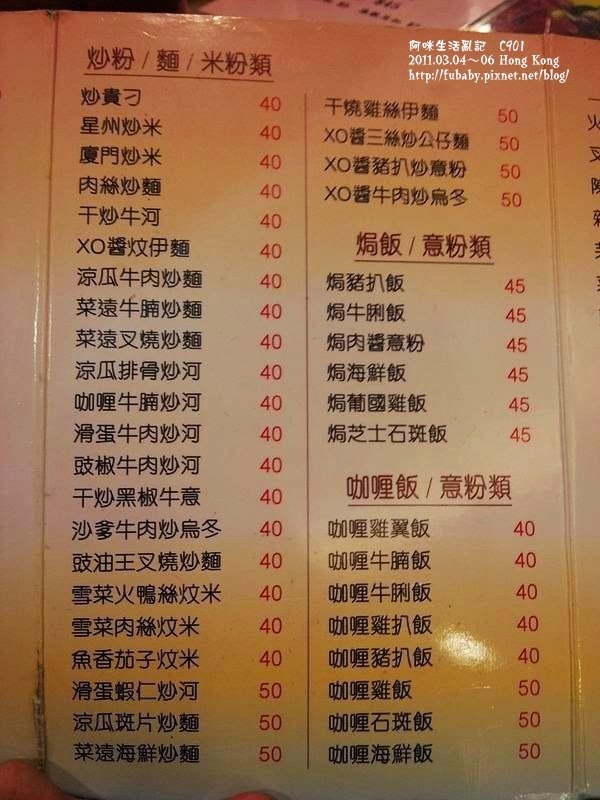 阿咪生活亂記 C901
2011.03.04～06 Hong Kong
http://fubaby.pixnet.net/blog/
炒粉 / 麵 / 米粉類
炒貴刁 40
星州炒米 40
廈門炒米 40
肉絲炒麵 40
干炒牛河 40
XO醬炆伊麵 40
涼瓜牛肉炒麵 40
菜遠牛腩炒麵 40
菜遠叉燒炒麵 40
涼瓜排骨炒河 40
咖喱牛腩炒河 40
滑蛋牛肉炒河 40
豉椒牛肉炒河 40
干炒黑椒牛意 40
沙爹牛肉炒烏冬 40
豉油王叉燒炒麵 40
雪菜火鴨絲炆米 40
雪菜肉絲炆米 40
魚香茄子炆米 40
滑蛋蝦仁炒河 50
涼瓜斑片炒麵 50
菜遠海鮮炒麵 50
干燒雞絲伊麵 50
XO醬三絲炒公仔麵 50
XO醬豬扒炒意粉 50
XO醬牛肉炒烏冬 50
焗飯 / 意粉類
焗豬扒飯 45
焗牛脷飯 45
焗肉醬意粉 45
焗海鮮飯 45
焗葡國雞飯 45
焗芝士石斑飯 45
咖喱飯 / 意粉類
咖喱雞翼飯 40
咖喱牛腩飯 40
咖喱牛脷飯 40
咖喱雞扒飯 40
咖喱豬扒飯 40
咖喱雞飯 40
咖喱石斑飯 50
咖喱海鮮飯 50